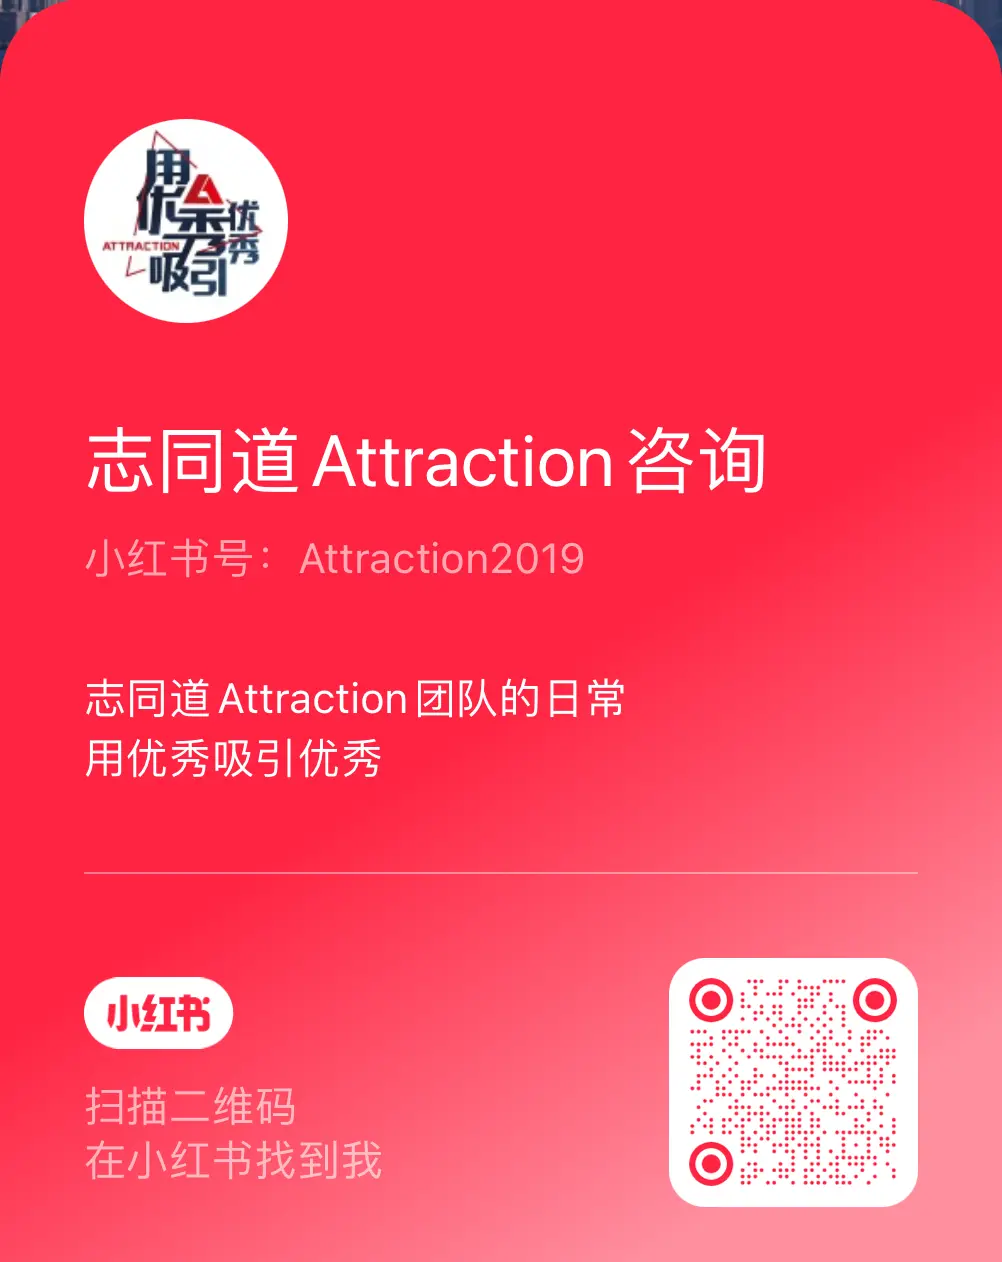 用优秀
ATTRACTION
吸引
优秀
志同道Attraction咨询
小红书号：Attraction2019
志同道Attraction团队的日常
用优秀吸引优秀
小红书
扫描二维码
在小红书找到我